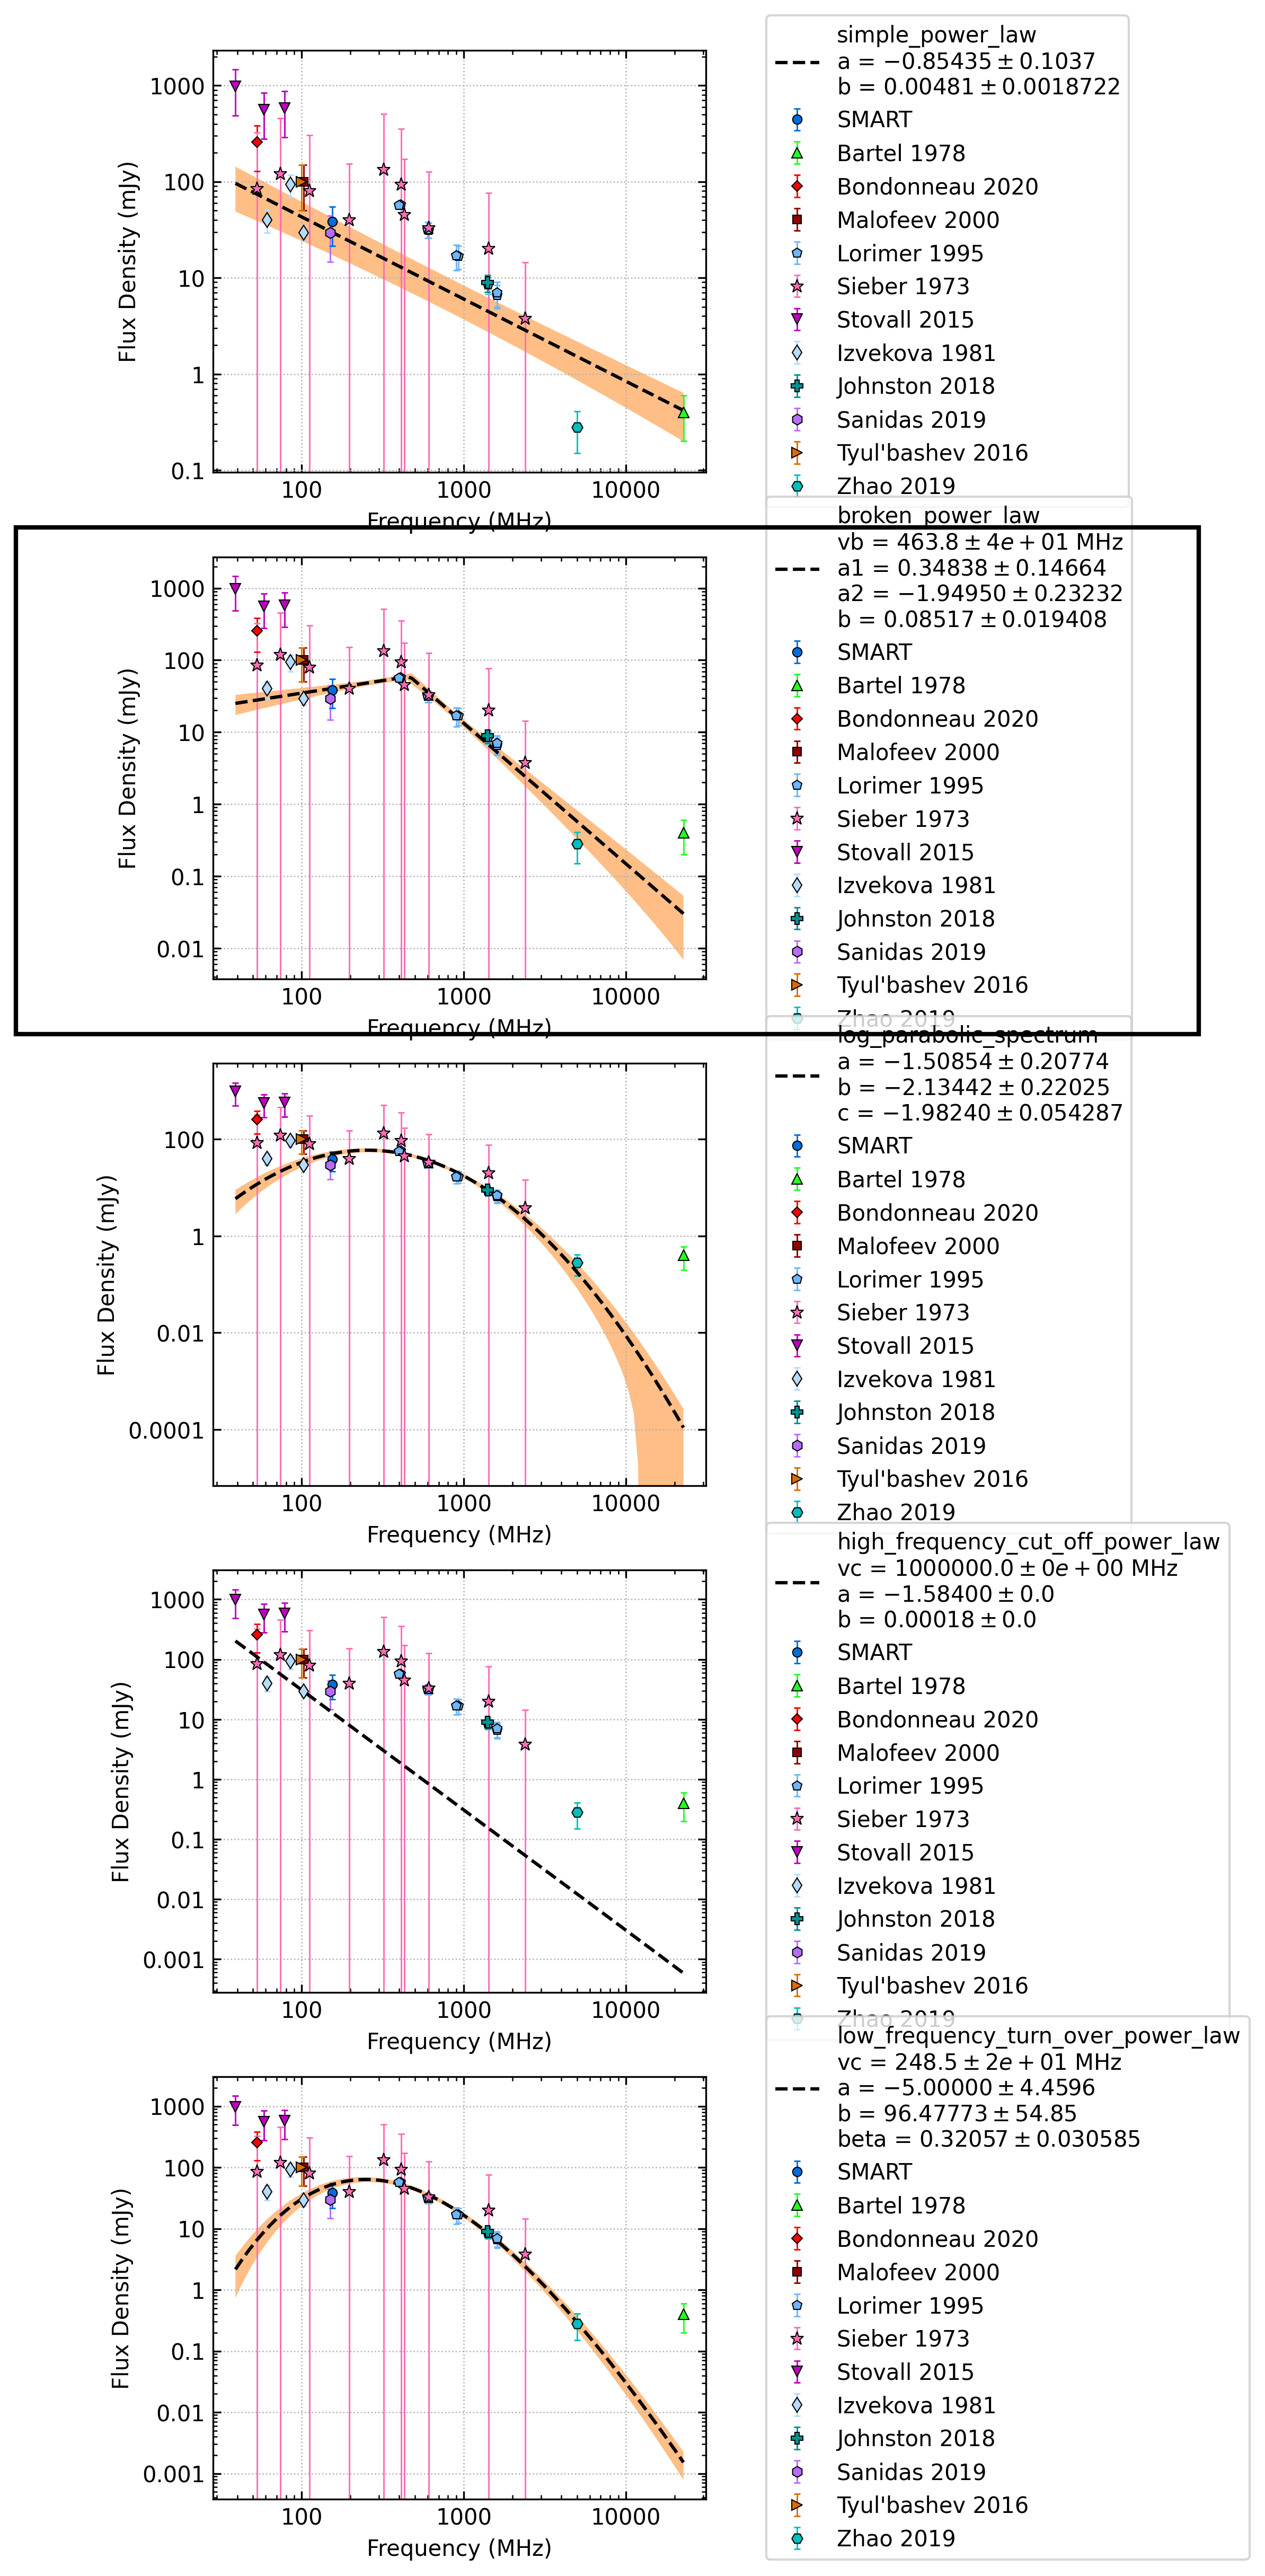 simple_power_law
a = −0.85435 ± 0.1037
b = 0.00481 ± 0.0018722
SMART
Bartel 1978
Bondonneau 2020
Malofeev 2000
Lorimer 1995
Sieber 1973
Stovall 2015
Izvekova 1981
Johnston 2018
Sanidas 2019
Tyul'bashev 2016
Zhao 2019
Flux Density (mJy)
1000
100
10
1
0.1
100
1000
10000
Frequency (MHz)
broken_power_law
vb = 463.8 ± 4e + 01 MHz
a1 = 0.34838 ± 0.14664
a2 = −1.94950 ± 0.23232
b = 0.08517 ± 0.019408
SMART
Bartel 1978
Bondonneau 2020
Malofeev 2000
Lorimer 1995
Sieber 1973
Stovall 2015
Izvekova 1981
Johnston 2018
Sanidas 2019
Tyul'bashev 2016
Zhao 2019
Flux Density (mJy)
1000
100
10
1
0.1
0.01
100
1000
10000
Frequency (MHz)
log_parabolic_spectrum
a = −1.50854 ± 0.20774
b = −2.13442 ± 0.22025
c = −1.98240 ± 0.054287
SMART
Bartel 1978
Bondonneau 2020
Malofeev 2000
Lorimer 1995
Sieber 1973
Stovall 2015
Izvekova 1981
Johnston 2018
Sanidas 2019
Tyul'bashev 2016
Zhao 2019
Flux Density (mJy)
100
1
0.01
0.0001
100
1000
10000
Frequency (MHz)
high_frequency_cut_off_power_law
vc = 1000000.0 ± 0e + 00 MHz
a = −1.58400 ± 0.0
b = 0.00018 ± 0.0
SMART
Bartel 1978
Bondonneau 2020
Malofeev 2000
Lorimer 1995
Sieber 1973
Stovall 2015
Izvekova 1981
Johnston 2018
Sanidas 2019
Tyul'bashev 2016
Zhao 2019
Flux Density (mJy)
1000
100
10
1
0.1
0.01
0.001
100
1000
10000
Frequency (MHz)
low_frequency_turn_over_power_law
vc = 248.5 ± 2e + 01 MHz
a = −5.00000 ± 4.4596
b = 96.47773 ± 54.85
beta = 0.32057 ± 0.030585
SMART
Bartel 1978
Bondonneau 2020
Malofeev 2000
Lorimer 1995
Sieber 1973
Stovall 2015
Izvekova 1981
Johnston 2018
Sanidas 2019
Tyul'bashev 2016
Zhao 2019
Flux Density (mJy)
1000
100
10
1
0.1
0.01
0.001
100
1000
10000
Frequency (MHz)